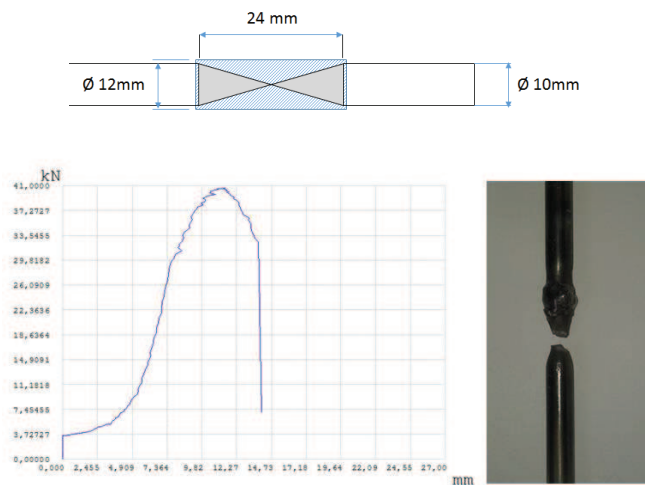 24 mm
Ø 12mm
Ø 10mm
kN
41,0000
37,2727
33,5455
29,8182
26,0909
22,3636
18,6364
14,9091
11,1818
7,45455
3,72727
0,00000
0,000 2,455 4,909 7,364 9,82 12,27 14,73 17,18 19,64 22,09 24,55 27,00
mm